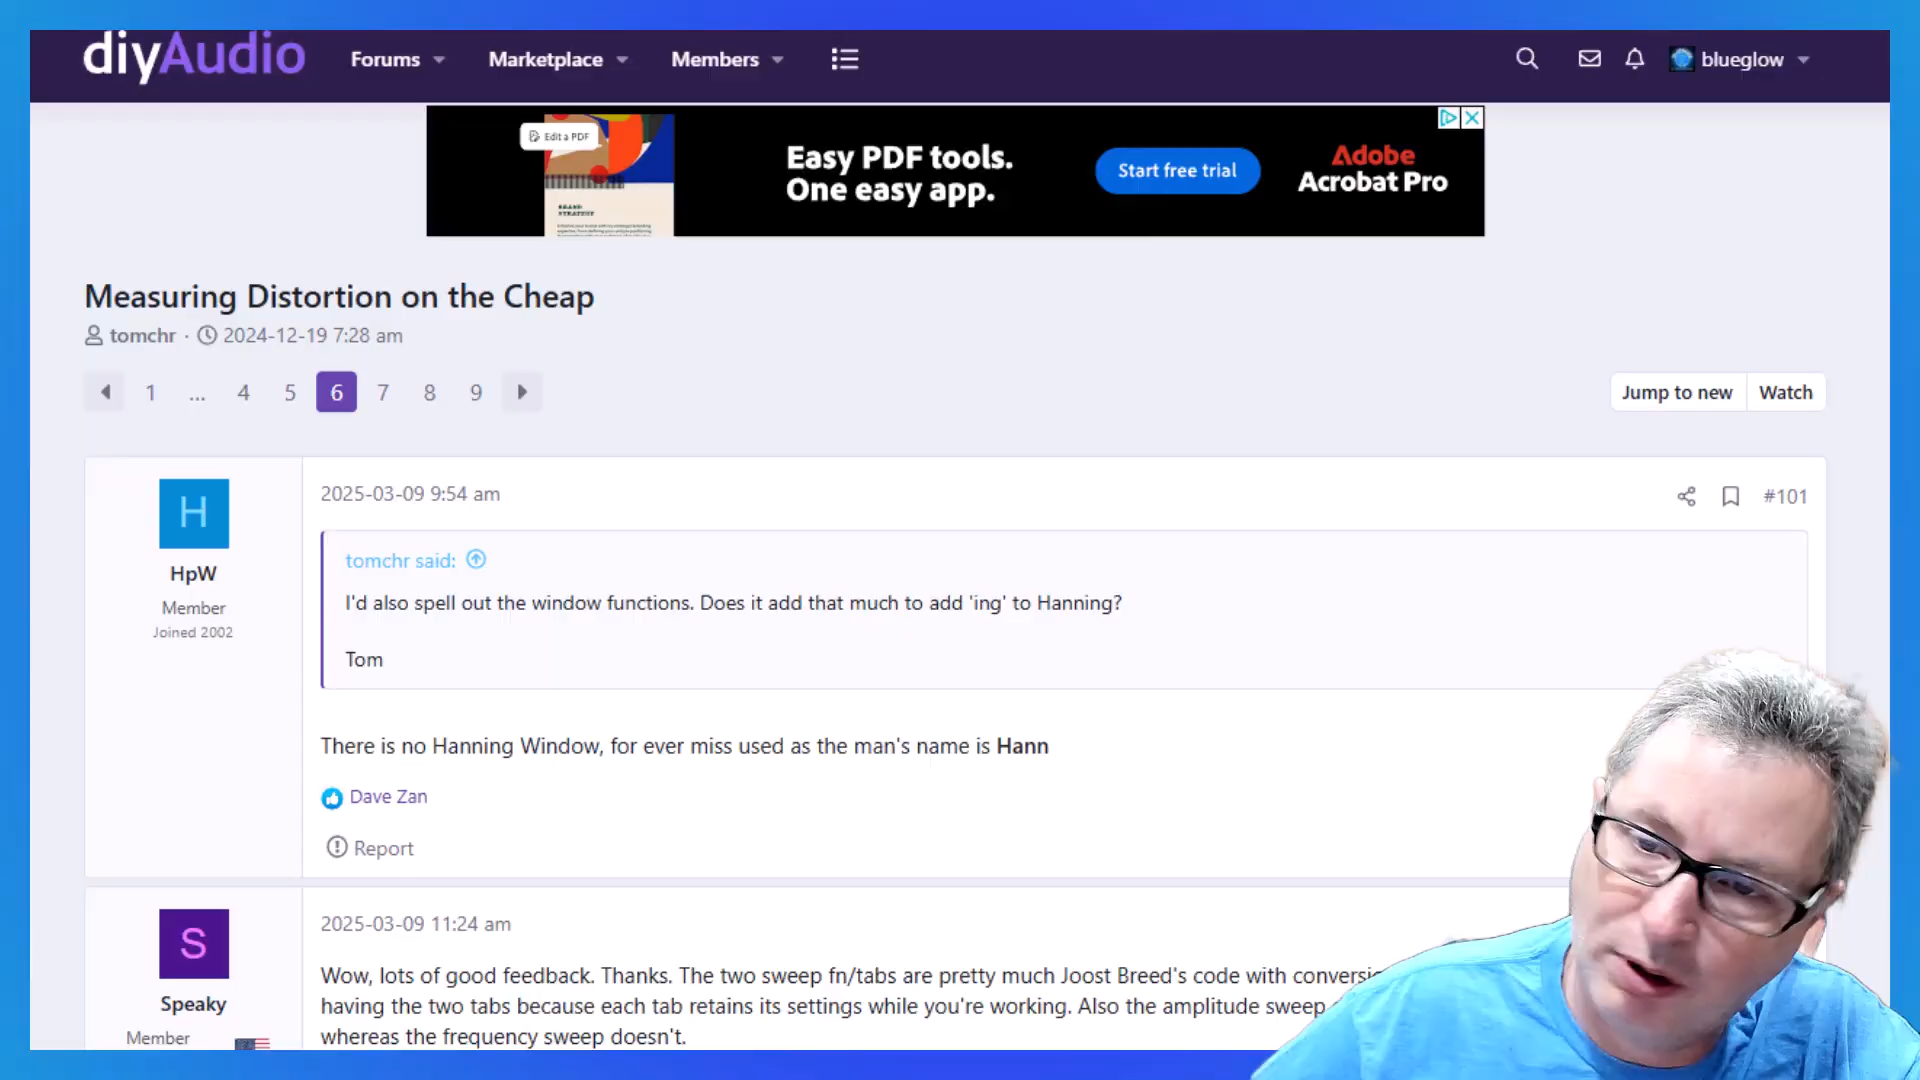 diyAudio
Forums
Marketplace
Members
blueglow
Edit a PDF
BRAND
STRATEGY
Easy PDF tools.
One easy app.
Start free trial
Adobe
Acrobat Pro
Measuring Distortion on the Cheap
tomchr · 2024-12-19 7:28 am
1 ... 4 5 6 7 8 9
Jump to new
Watch
H
HpW
Member
Joined 2002
2025-03-09 9:54 am
#101
tomchr said:
I'd also spell out the window functions. Does it add that much to add 'ing' to Hanning?
Tom
There is no Hanning Window, for ever miss used as the man's name is Hann
Dave Zan
Report
S
Speaky
Member
2025-03-09 11:24 am
Wow, lots of good feedback. Thanks. The two sweep fn/tabs are pretty much Joost Breed's code with
having the two tabs because each tab retains its settings while you're working. Also the amplitude sweep
whereas the frequency sweep doesn't.